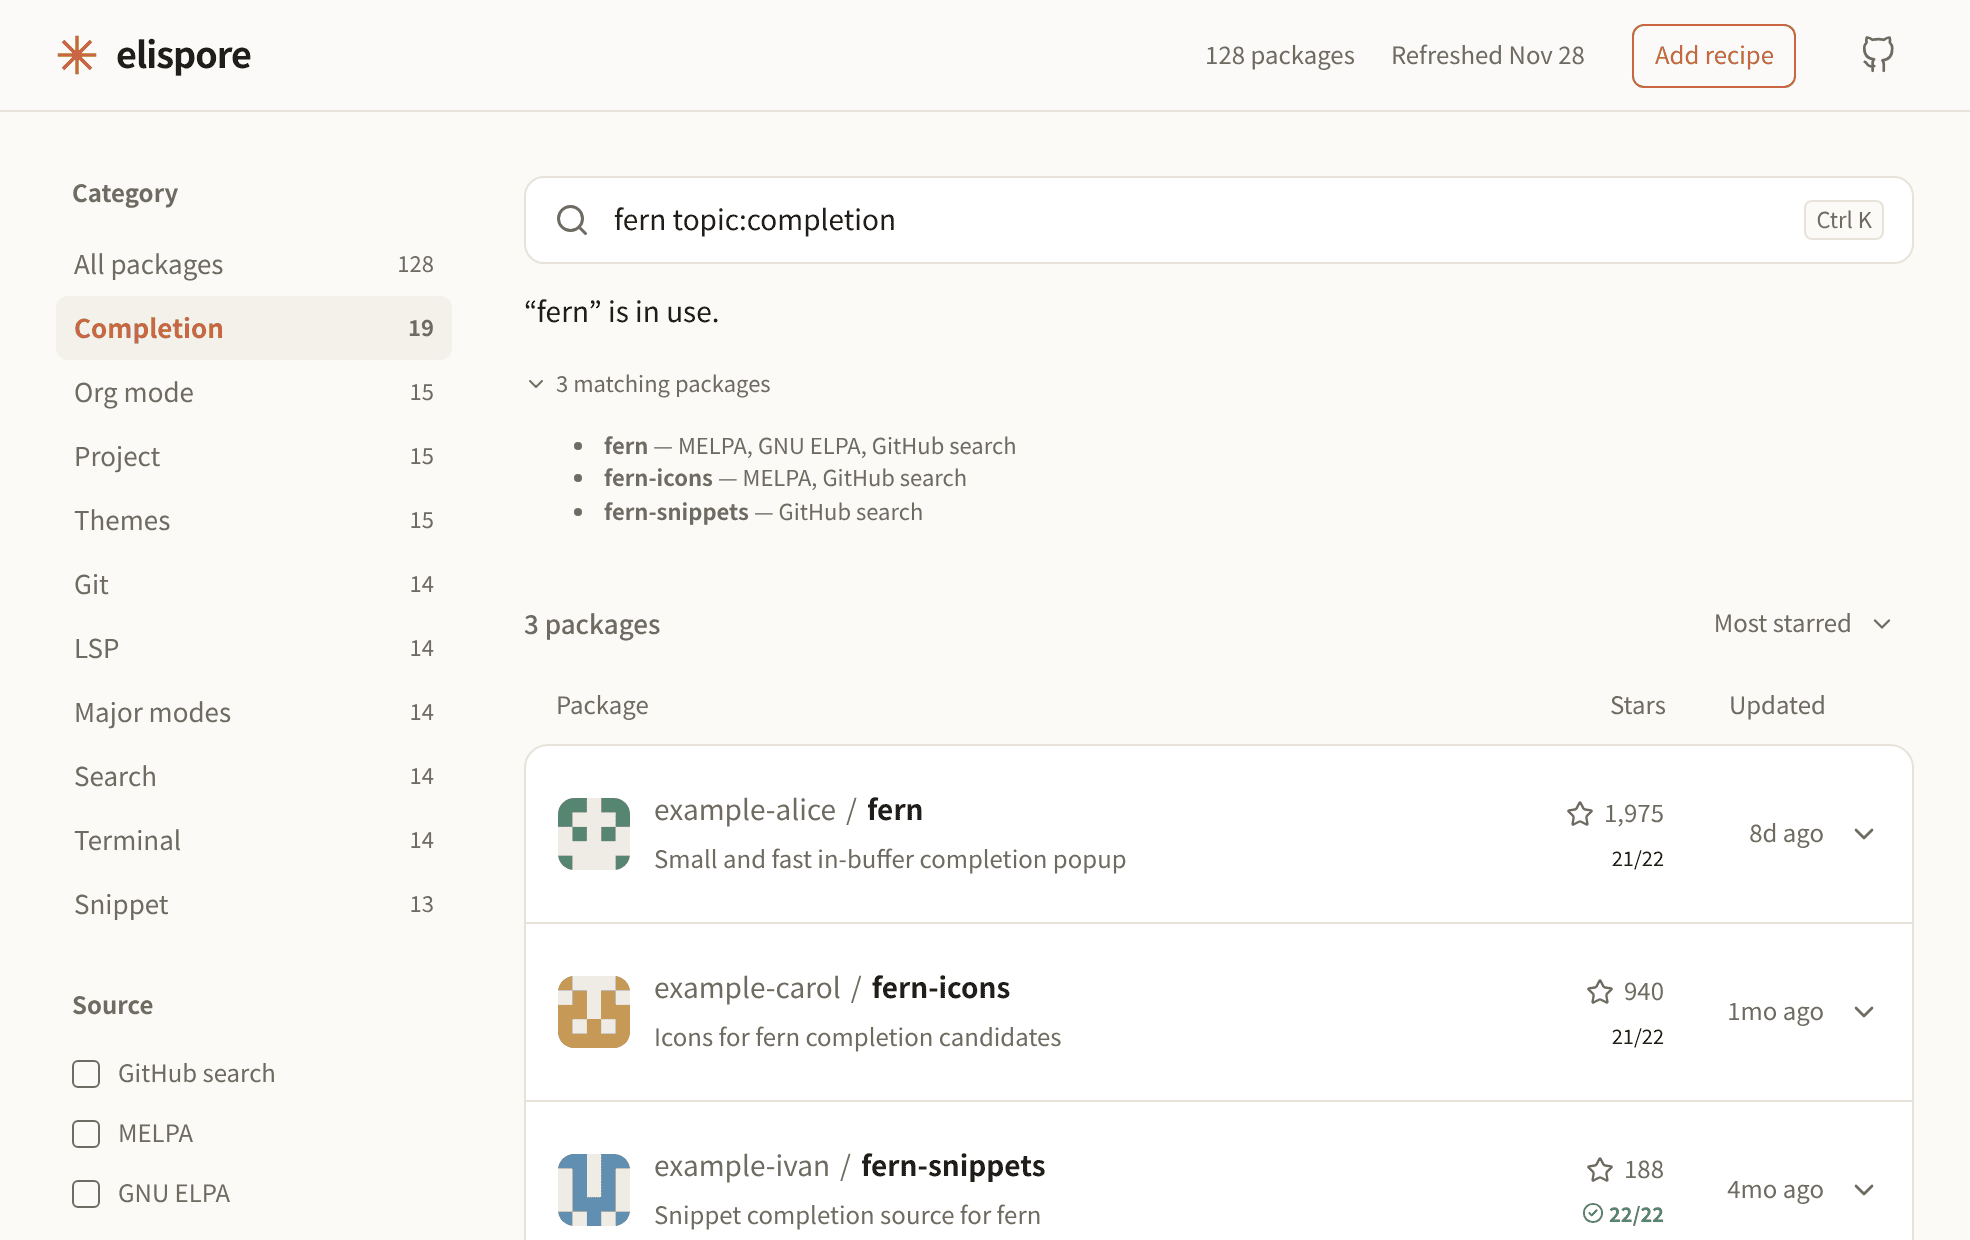 elispore
128 packages
Refreshed Nov 28
Add recipe
Category
All packages 128
Completion 19
Org mode 15
Project 15
Themes 15
Git 14
LSP 14
Major modes 14
Search 14
Terminal 14
Snippet 13
Source
GitHub search
MELPA
GNU ELPA
fern topic:completion
Ctrl K
“fern” is in use.
3 matching packages
fern — MELPA, GNU ELPA, GitHub search
fern-icons — MELPA, GitHub search
fern-snippets — GitHub search
3 packages
Most starred
Package Stars Updated
example-alice / fern
Small and fast in-buffer completion popup
1,975
21/22
8d ago
example-carol / fern-icons
Icons for fern completion candidates
940
21/22
1mo ago
example-ivan / fern-snippets
Snippet completion source for fern
188
22/22
4mo ago